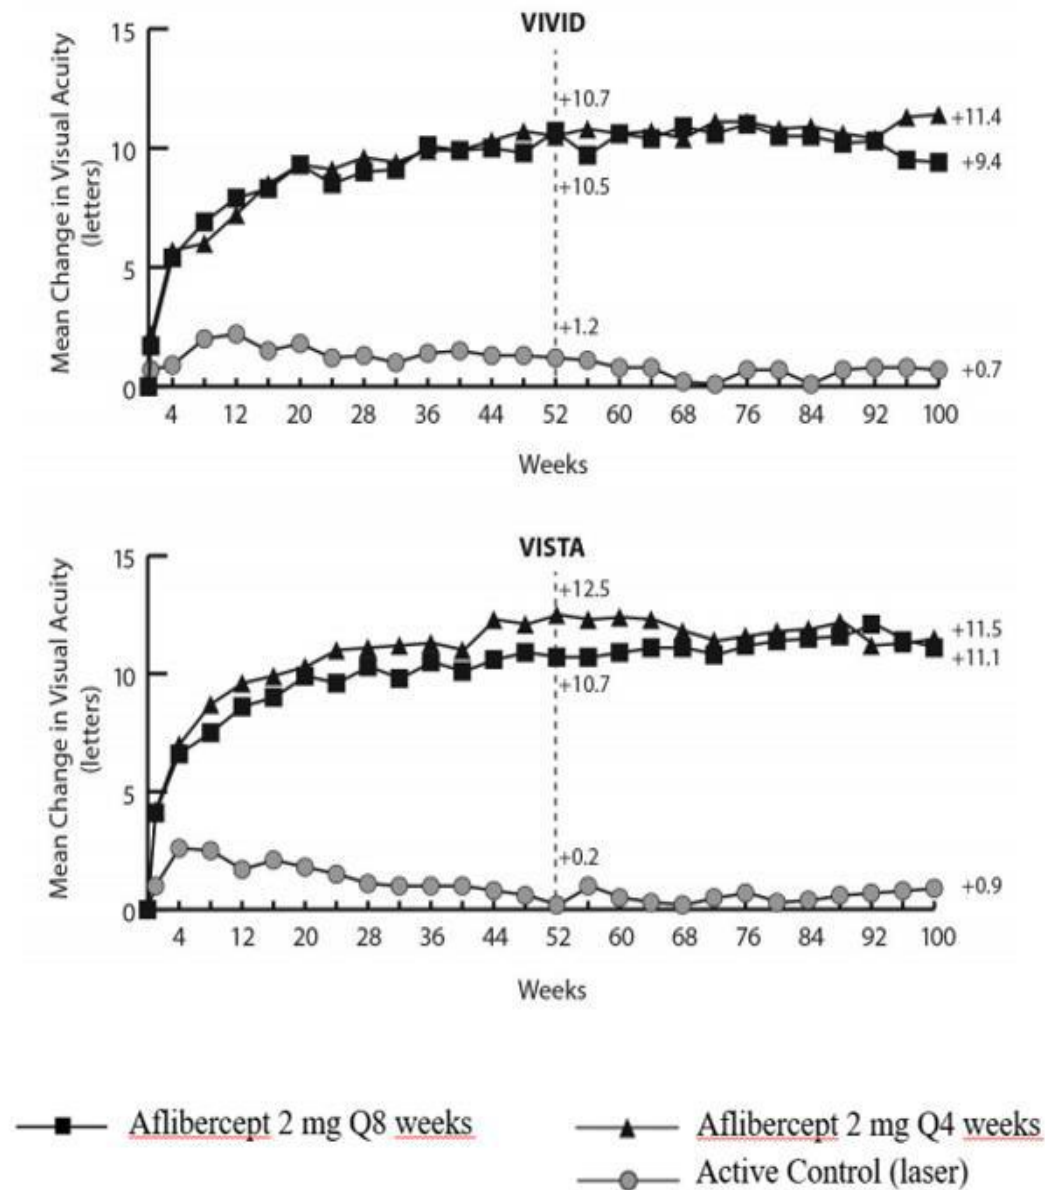 VIVID
Mean Change in Visual Acuity
(letters)
15
10
5
0
+10.7
+10.5
+1.2
+11.4
+9.4
+0.7
4 12 20 28 36 44 52 60 68 76 84 92 100
Weeks
VISTA
Mean Change in Visual Acuity
(letters)
15
10
5
0
+12.5
+10.7
+0.2
+11.5
+11.1
+0.9
4 12 20 28 36 44 52 60 68 76 84 92 100
Weeks
Aflibercept 2 mg Q8 weeks
Aflibercept 2 mg Q4 weeks
Active Control (laser)